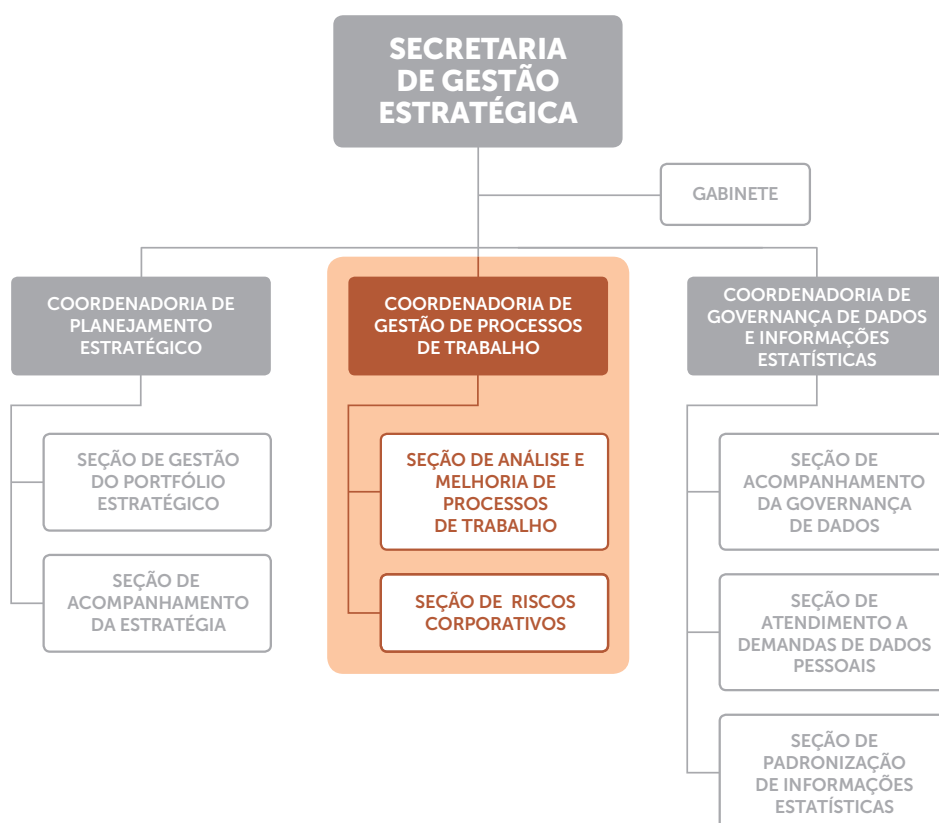 SECRETARIA
DE GESTÃO
ESTRATÉGICA
GABINETE
COORDENADORIA DE
PLANEJAMENTO
ESTRATÉGICO
SEÇÃO DE GESTÃO
DO PORTFÓLIO
ESTRATÉGICO
SEÇÃO DE
ACOMPANHAMENTO
DA ESTRATÉGIA
COORDENADORIA DE
GESTÃO DE PROCESSOS
DE TRABALHO
SEÇÃO DE ANÁLISE E
MELHORIA DE
PROCESSOS
DE TRABALHO
SEÇÃO DE RISCOS
CORPORATIVOS
COORDENADORIA DE
GOVERNANÇA DE DADOS
E INFORMAÇÕES
ESTATÍSTICAS
SEÇÃO DE
ACOMPANHAMENTO
DA GOVERNANÇA
DE DADOS
SEÇÃO DE
ATENDIMENTO A
DEMANDAS DE DADOS
PESSOAIS
SEÇÃO DE
PADRONIZAÇÃO
DE INFORMAÇÕES
ESTATÍSTICAS